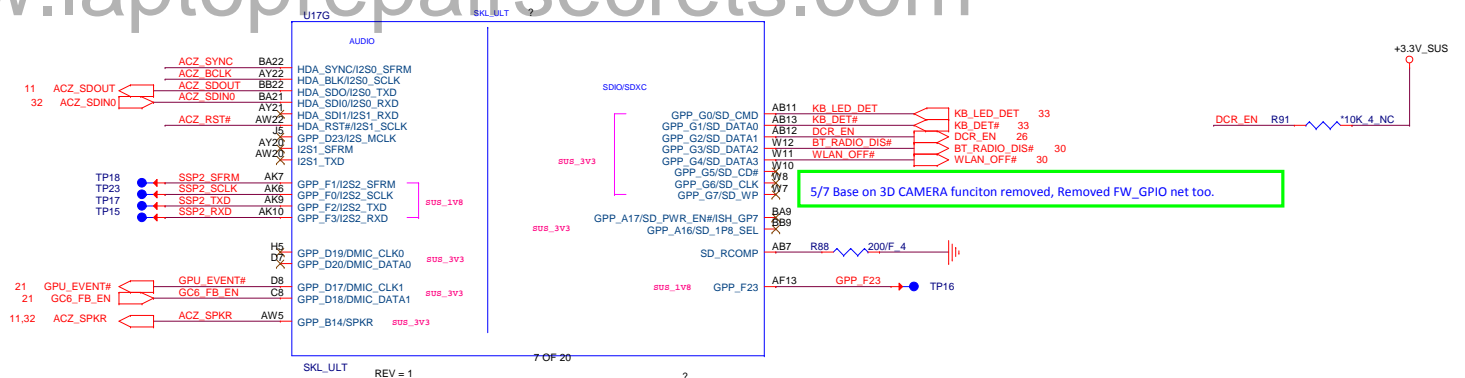 w.laptoprepairsecrets.com
U17G
SKL_ULT
?
AUDIO
SDIO/SDXC
+3.3V_SUS
ACZ_SYNC BA22 HDA_SYNC/I2S0_SFRM
ACZ_BCLK AY22 HDA_BLK/I2S0_SCLK
11 ACZ_SDOUT ACZ_SDOUT BB22 HDA_SDO/I2S0_TXD
32 ACZ_SDIN0 ACZ_SDIN0 BA21 HDA_SDI0/I2S0_RXD
AY21 HDA_SDI1/I2S1_RXD
ACZ_RST# AW22 HDA_RST#/I2S1_SCLK
J5 GPP_D23/I2S_MCLK
AY20 I2S1_SFRM
AW20 I2S1_TXD
TP18 SSP2_SFRM AK7 GPP_F1/I2S2_SFRM
TP23 SSP2_SCLK AK6 GPP_F0/I2S2_SCLK
TP17 SSP2_TXD AK9 GPP_F2/I2S2_TXD
TP15 SSP2_RXD AK10 GPP_F3/I2S2_RXD
SUS_1V8
H5 GPP_D19/DMIC_CLK0
D7 GPP_D20/DMIC_DATA0
SUS_3V3
21 GPU_EVENT# GPU_EVENT# D8 GPP_D17/DMIC_CLK1
21 GC6_FB_EN GC6_FB_EN C8 GPP_D18/DMIC_DATA1
SUS_3V3
11,32 ACZ_SPKR ACZ_SPKR AW5 GPP_B14/SPKR SUS_3V3
GPP_G0/SD_CMD AB11 KB_LED_DET KB_LED_DET 33
GPP_G1/SD_DATA0 AB13 KB_DET# KB_DET# 33
GPP_G2/SD_DATA1 AB12 DCR_EN DCR_EN 26
GPP_G3/SD_DATA2 W12 BT_RADIO_DIS# BT_RADIO_DIS# 30
GPP_G4/SD_DATA3 W11 WLAN_OFF# WLAN_OFF# 30
GPP_G5/SD_CD# W10
GPP_G6/SD_CLK W8
GPP_G7/SD_WP W7
SUS_3V3
DCR_EN R91 *10K_4_NC
5/7 Base on 3D CAMERA funciton removed, Removed FW_GPIO net too.
GPP_A17/SD_PWR_EN#/ISH_GP7 BA9
GPP_A16/SD_1P8_SEL BB9
SUS_3V3
SD_RCOMP AB7 R88 200/F_4
SUS_1V8 GPP_F23 AF13 GPP_F23 TP16
7 OF 20
SKL_ULT
REV = 1
?